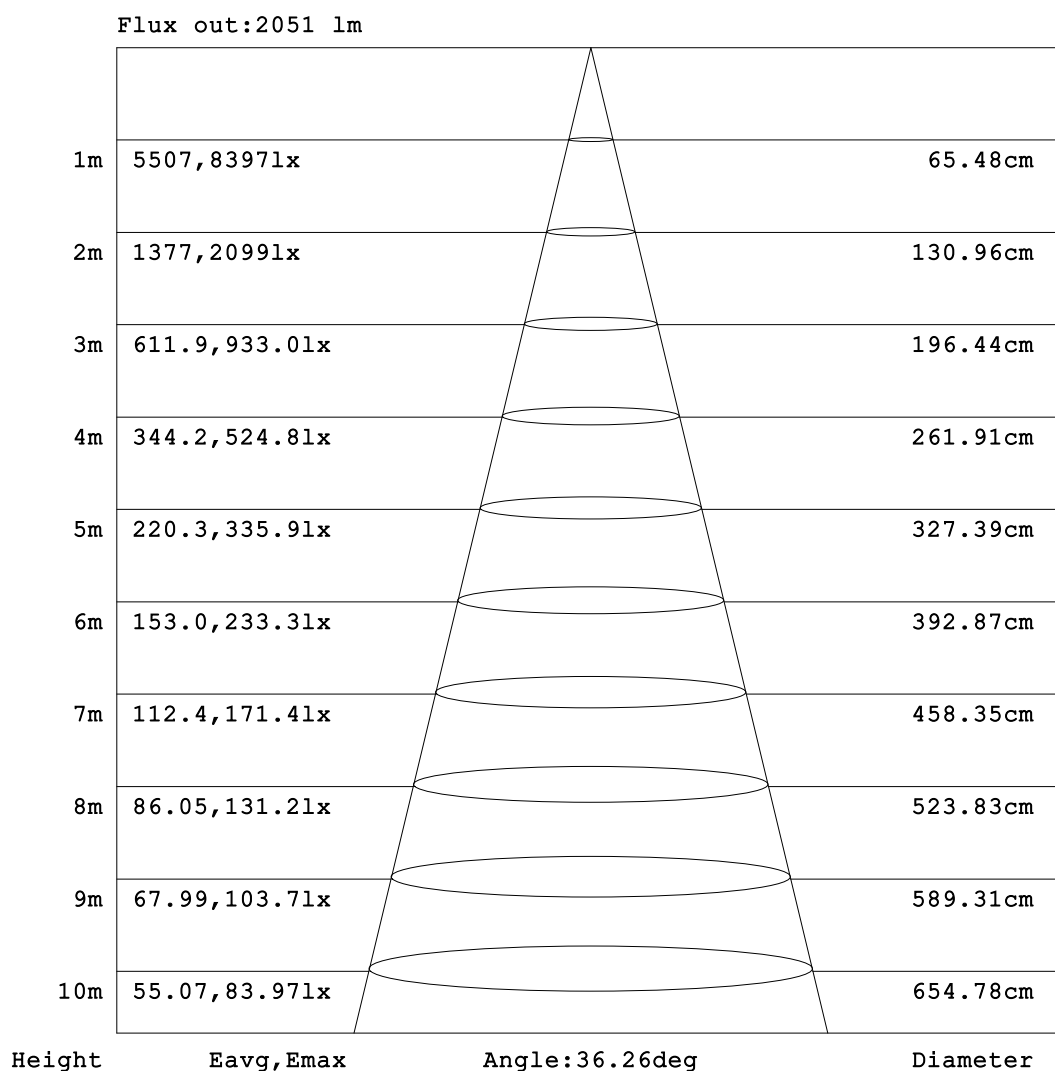 Flux out:2051 lm
1m 5507,8397lx 65.48cm
2m 1377,2099lx 130.96cm
3m 611.9,933.0lx 196.44cm
4m 344.2,524.8lx 261.91cm
5m 220.3,335.9lx 327.39cm
6m 153.0,233.3lx 392.87cm
7m 112.4,171.4lx 458.35cm
8m 86.05,131.2lx 523.83cm
9m 67.99,103.7lx 589.31cm
10m 55.07,83.97lx 654.78cm
Height Eavg,Emax Angle:36.26deg Diameter